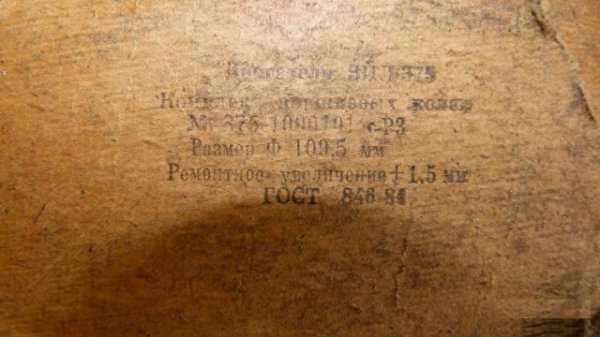 Двигатели ЗИЛ-375
Комплект поршневых колец
№ 375-1000101 -Р3
Размер Ф 109,5 мм
Ремонтное увеличение +1,5 мм
ГОСТ 846 84